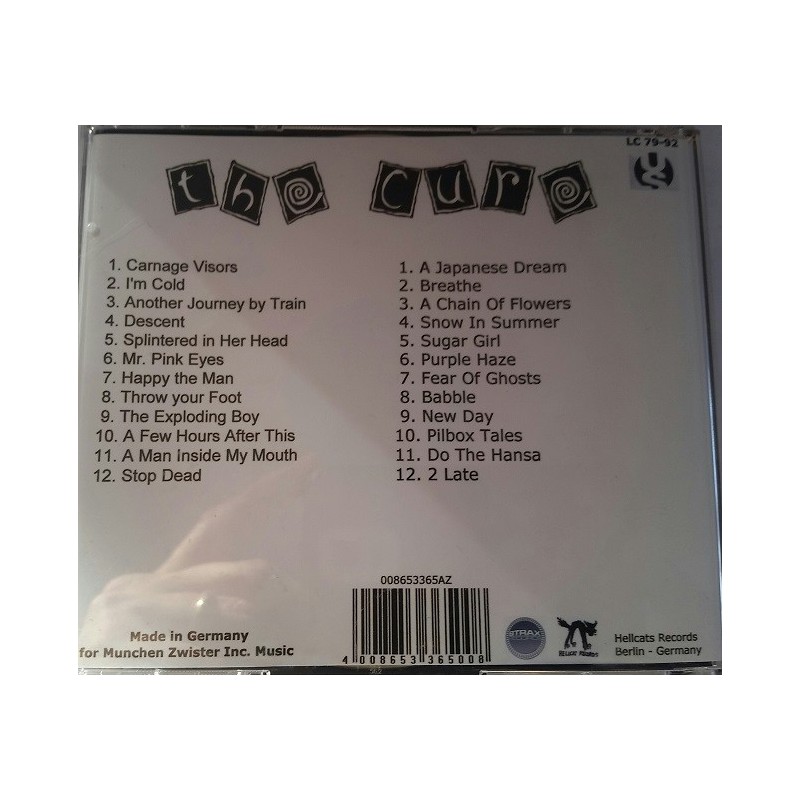 LC 79-92
the cure
1. Carnage Visors
2. I'm Cold
3. Another Journey by Train
4. Descent
5. Splintered in Her Head
6. Mr. Pink Eyes
7. Happy the Man
8. Throw your Foot
9. The Exploding Boy
10. A Few Hours After This
11. A Man Inside My Mouth
12. Stop Dead
1. A Japanese Dream
2. Breathe
3. A Chain Of Flowers
4. Snow In Summer
5. Sugar Girl
6. Purple Haze
7. Fear Of Ghosts
8. Babble
9. New Day
10. Pilbox Tales
11. Do The Hansa
12. 2 Late
008653365AZ
4 008653 365008
Made in Germany
for Munchen Zwister Inc. Music
HELLCATS RECORDS
Hellcats Records
Berlin - Germany